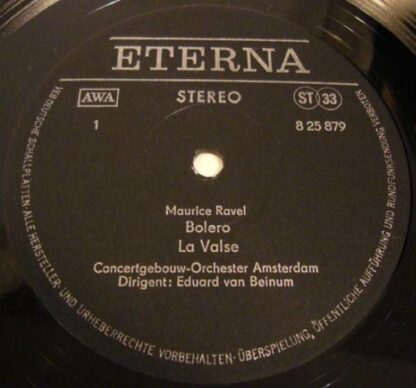 ETERNA
AWA STEREO ST 33
1 8 25 879
Maurice Ravel
Bolero
La Valse
Concertgebouw-Orchester Amsterdam
Dirigent: Eduard van Beinum
VEB DEUTSCHE SCHALLPLATTEN · ALLE HERSTELLER- UND URHEBERRECHTE VORBEHALTEN · ÜBERSPIELUNG, ÖFFENTLICHE AUFFÜHRUNG UND RUNDFUNKSENDUNG VERBOTEN